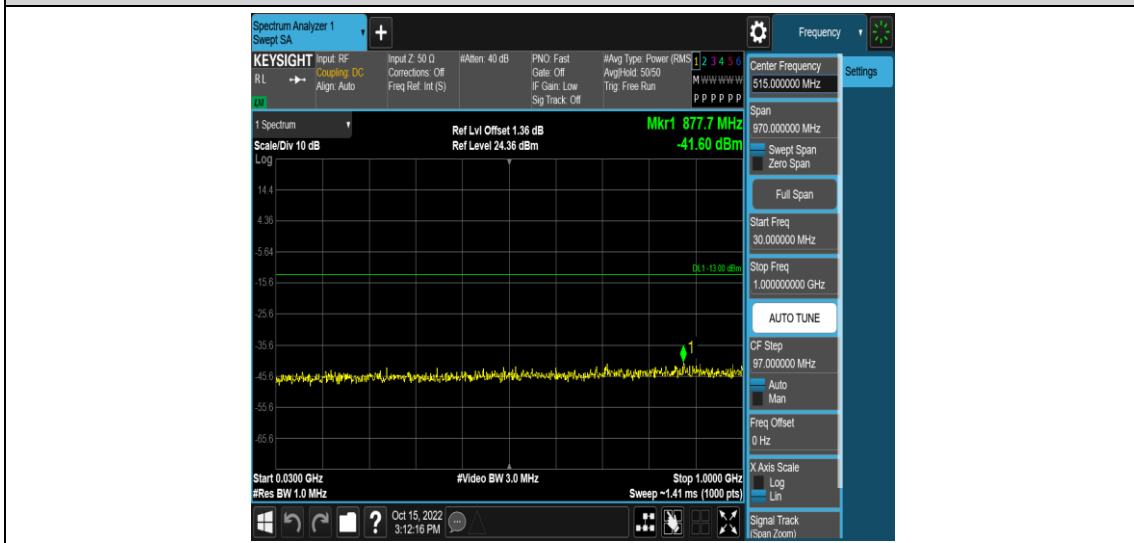 Spectrum Analyzer 1
Swept SA
+
Frequency
KEYSIGHT
RL
LNI
Input: RF
Coupling: DC
Align: Auto
Input Z: 50 Ω
Corrections: Off
Freq Ref: Int (S)
#Atten: 40 dB
PNO: Fast
Gate: Off
IF Gain: Low
Sig Track: Off
#Avg Type: Power (RMS
Avg|Hold: 50/50
Trig: Free Run
1 2 3 4 5 6
M W W W W W
P P P P P P
Center Frequency
515.000000 MHz
Settings
1 Spectrum
Scale/Div 10 dB
Ref Lvl Offset 1.36 dB
Ref Level 24.36 dBm
Mkr1 877.7 MHz
-41.60 dBm
Span
970.000000 MHz
Swept Span
Zero Span
Full Span
Start Freq
30.000000 MHz
Stop Freq
1.000000000 GHz
AUTO TUNE
CF Step
97.000000 MHz
Auto
Man
Freq Offset
0 Hz
X Axis Scale
Log
Lin
Signal Track
(Span Zoom)
Log
14.4
4.36
-5.64
DL1 -13.00 dBm
-15.6
-25.6
-35.6
1
-45.6
-55.6
-65.6
Start 0.0300 GHz
#Res BW 1.0 MHz
#Video BW 3.0 MHz
Stop 1.0000 GHz
Sweep ~1.41 ms (1000 pts)
?
Oct 15, 2022
3:12:16 PM